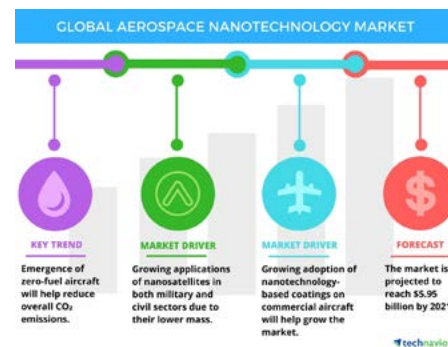 GLOBAL AEROSPACE NANOTECHNOLOGY MARKET
KEY TREND
Emergence of
zero-fuel aircraft
will help reduce
overall CO₂
emissions.
MARKET DRIVER
Growing applications
of nanosatellites in
both military and
civil sectors due to
their lower mass.
MARKET DRIVER
Growing adoption of
nanotechnology-
based coatings on
commercial aircraft
will help grow the
market.
FORECAST
The market is
projected to
reach $5.95
billion by 2021
technavio